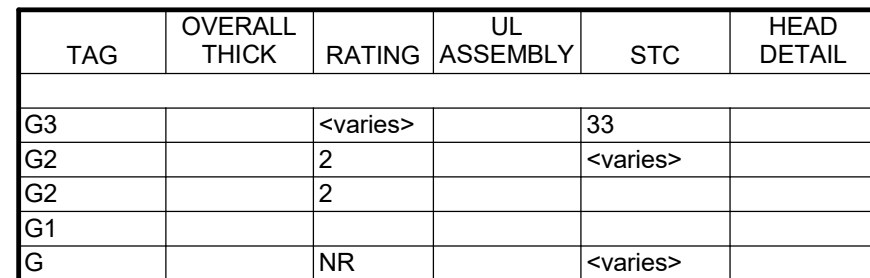 TAG OVERALL THICK RATING UL ASSEMBLY STC HEAD DETAIL
G3 <varies> 33
G2 2 <varies>
G2 2
G1
G NR <varies>